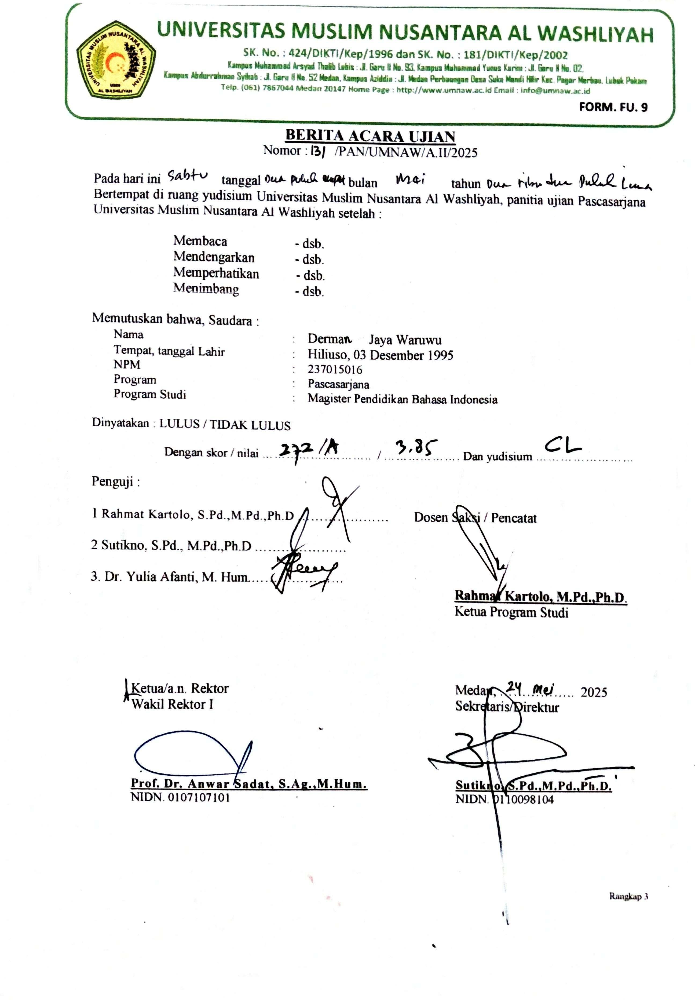 UNIVERSITAS MUSLIM NUSANTARA AL WASHLIYAH
UMN
AL WASHLIYAH
UNIVERSITAS MUSLIM NUSANTARA AL WASHLIYAH
SK. No. : 424/DIKTI/Kep/1996 dan SK. No. : 181/DIKTI/Kep/2002
Kampus Muhammad Arsyad Thalib Lubis : Jl. Garu II No. 93, Kampus Muhammad Yunus Karim : Jl. Garu II No. 02,
Kampus Abdurrahman Syihab : Jl. Garu II No. 52 Medan, Kampus Aziddin : Jl. Medan Perbaungan Desa Suka Mandi Hilir Kec. Pagar Merbau, Lubuk Pakam
Telp. (061) 7867044 Medan 20147 Home Page : http://www.umnaw.ac.id Email : info@umnaw.ac.id
FORM. FU. 9
BERITA ACARA UJIAN
Nomor : 131 /PAN/UMNAW/A.II/2025
Pada hari ini Sabtu tanggal Dua puluh empat bulan Mei tahun Dua ribu dua Puluh Lima
Bertempat di ruang yudisium Universitas Muslim Nusantara Al Washliyah, panitia ujian Pascasarjana
Universitas Muslim Nusantara Al Washliyah setelah :
Membaca - dsb.
Mendengarkan - dsb.
Memperhatikan - dsb.
Menimbang - dsb.
Memutuskan bahwa, Saudara :
Nama : Derman Jaya Waruwu
Tempat, tanggal Lahir : Hiliuso, 03 Desember 1995
NPM : 237015016
Program : Pascasarjana
Program Studi : Magister Pendidikan Bahasa Indonesia
Dinyatakan : LULUS / TIDAK LULUS
Dengan skor / nilai ... 272/A ... / ... 3.85 ... Dan yudisium ... CL ...
Penguji :
1 Rahmat Kartolo, S.Pd.,M.Pd.,Ph.D ........................
Dosen Saksi / Pencatat
2 Sutikno, S.Pd., M.Pd.,Ph.D ........................
3. Dr. Yulia Afanti, M. Hum........................
Rahmat Kartolo, M.Pd.,Ph.D.
Ketua Program Studi
Ketua/a.n. Rektor
Wakil Rektor I
Medan, 24 Mei 2025
Sekretaris/Direktur
Prof. Dr. Anwar Sadat, S.Ag.,M.Hum.
NIDN. 0107107101
Sutikno, S.Pd.,M.Pd.,Ph.D.
NIDN. 0110098104
Rangkap 3